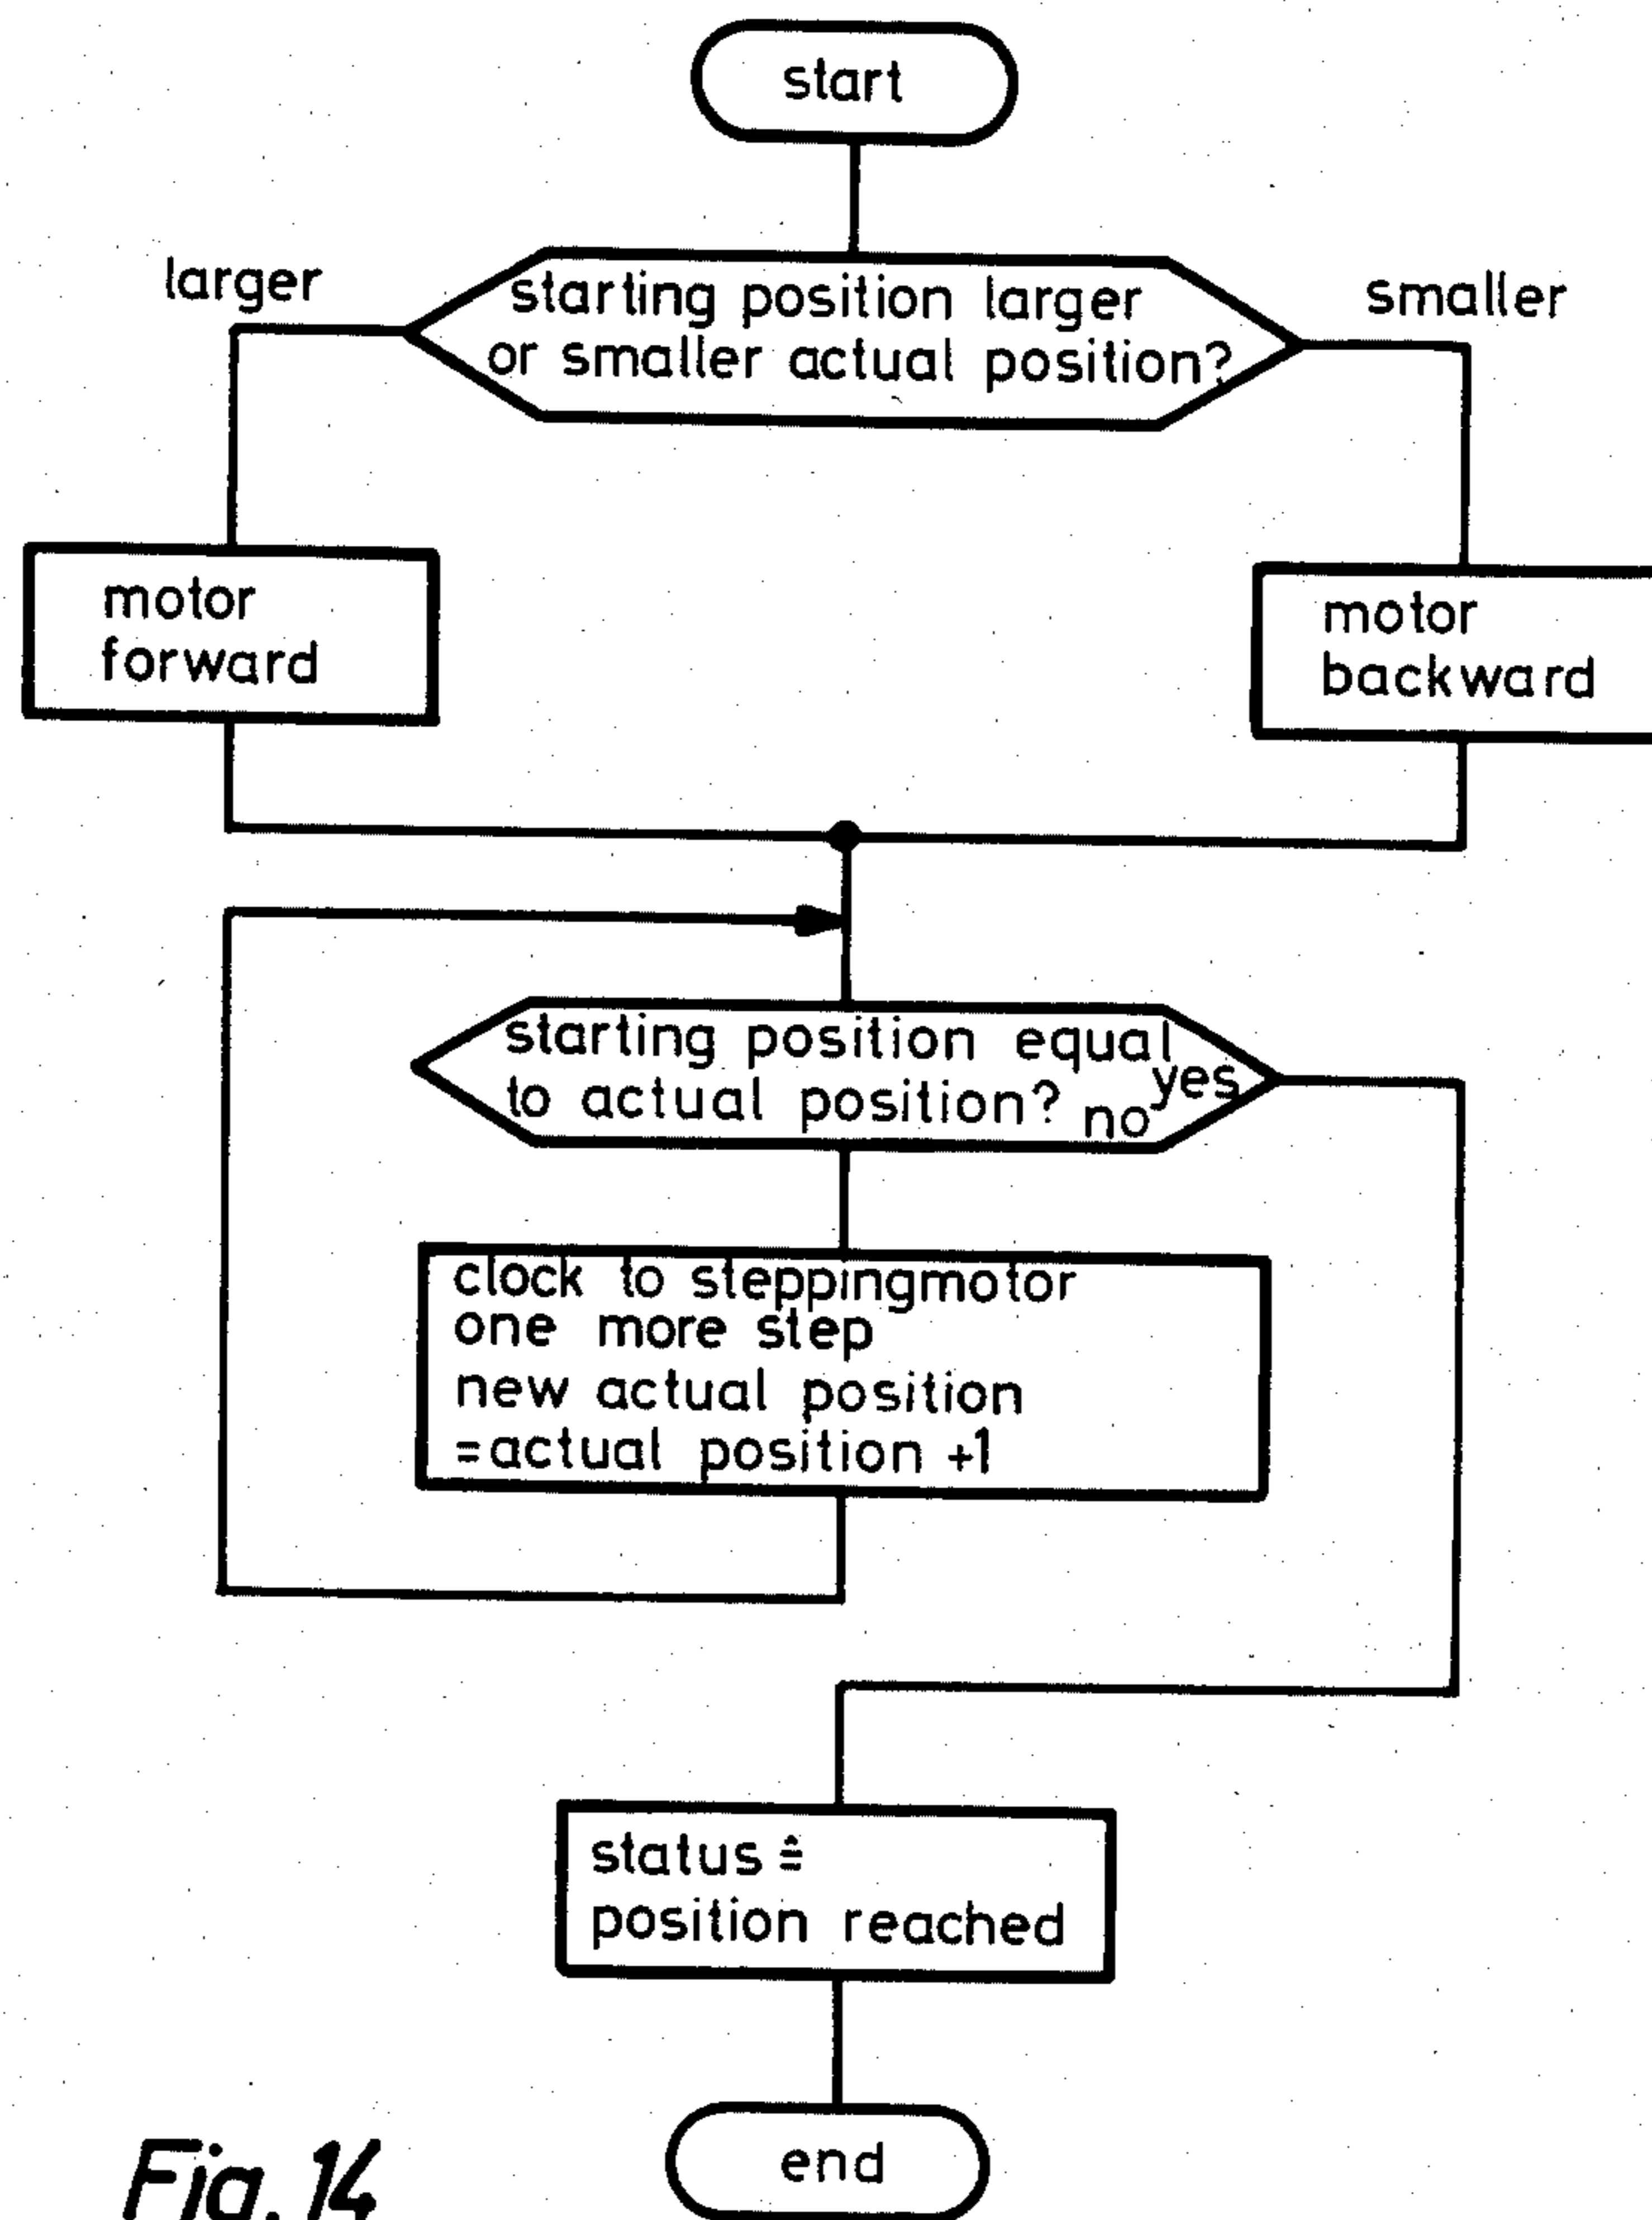 start
larger
starting position larger
or smaller actual position?
smaller
motor
forward
motor
backward
starting position equal
to actual position?
yes
no
clock to steppingmotor
one more step
new actual position
=actual position +1
status ≙
position reached
end
Fig. 14